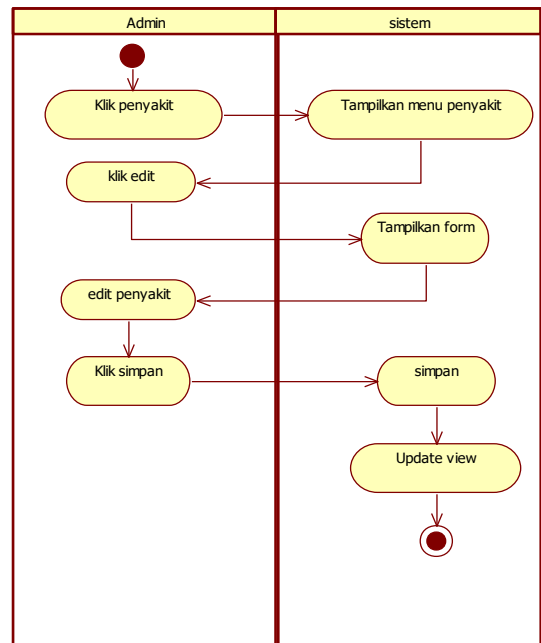 Admin
sistem
Klik penyakit
Tampilkan menu penyakit
klik edit
Tampilkan form
edit penyakit
Klik simpan
simpan
Update view